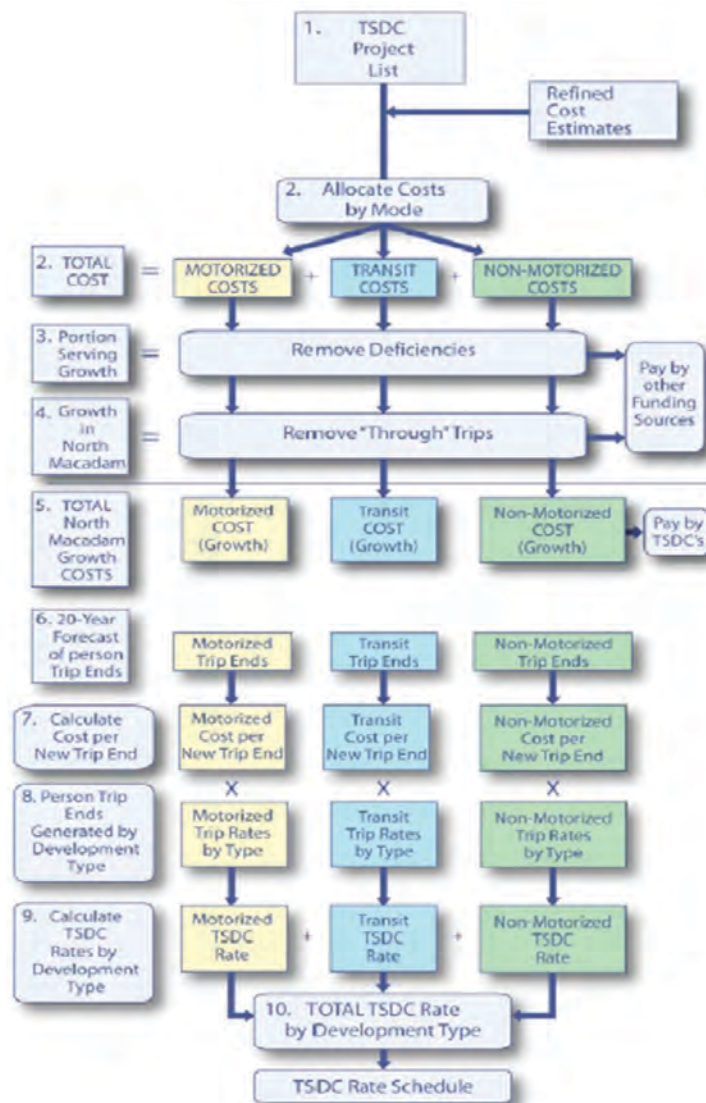 1. TSDC
Project
List
Refined
Cost
Estimates
2. Allocate Costs
by Mode
2. TOTAL
COST
=
MOTORIZED
COSTS
+
TRANSIT
COSTS
+
NON-MOTORIZED
COSTS
3. Portion
Serving
Growth
=
Remove Deficiencies
Pay by
other
Funding
Sources
4. Growth
in
North
Macadam
=
Remove "Through" Trips
5. TOTAL
North
Macadam
Growth
COSTS
Motorized
COST
(Growth)
Transit
COST
(Growth)
Non-Motorized
COST
(Growth)
Pay by
TSDC's
6. 20-Year
Forecast
of person
Trip Ends
Motorized
Trip Ends
Transit
Trip Ends
Non-Motorized
Trip Ends
7. Calculate
Cost per
New Trip End
Motorized
Cost per
New Trip End
Transit
Cost per
New Trip End
Non-Motorized
Cost per
New Trip End
X
X
X
8. Person Trip
Ends
Generated by
Development
Type
Motorized
Trip Rates
by Type
Transit
Trip Rates
by Type
Non-Motorized
Trip Rates
by Type
9. Calculate
TSDC
Rates by
Development
Type
Motorized
TSDC
Rate
+
Transit
TSDC
Rate
+
Non-Motorized
TSDC
Rate
10. TOTAL TSDC Rate
by Development Type
TSDC Rate Schedule